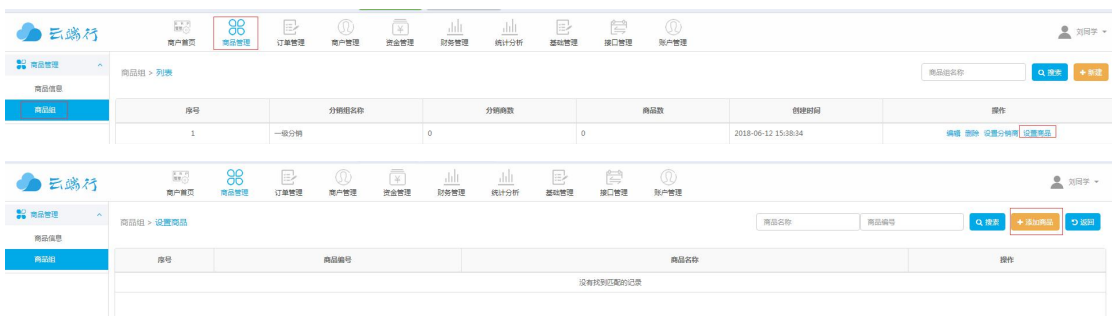 云端行
商户首页 商品管理 订单管理 商户管理 资金管理 财务管理 统计分析 基础管理 接口管理 账户管理 刘同学
商品管理
商品信息
商品组
商品组 > 列表 商品组名称 搜索 +新建
序号 分销组名称 分销商数 商品数 创建时间 操作
1 一级分销 0 0 2018-06-12 15:38:34 编辑 删除 设置分销商 设置商品
云端行
商户首页 商品管理 订单管理 商户管理 资金管理 财务管理 统计分析 基础管理 接口管理 账户管理 刘同学
商品管理
商品信息
商品组
商品组 > 设置商品 商品名称 商品编号 搜索 +添加商品 返回
序号 商品编号 商品名称 操作
没有找到匹配的记录